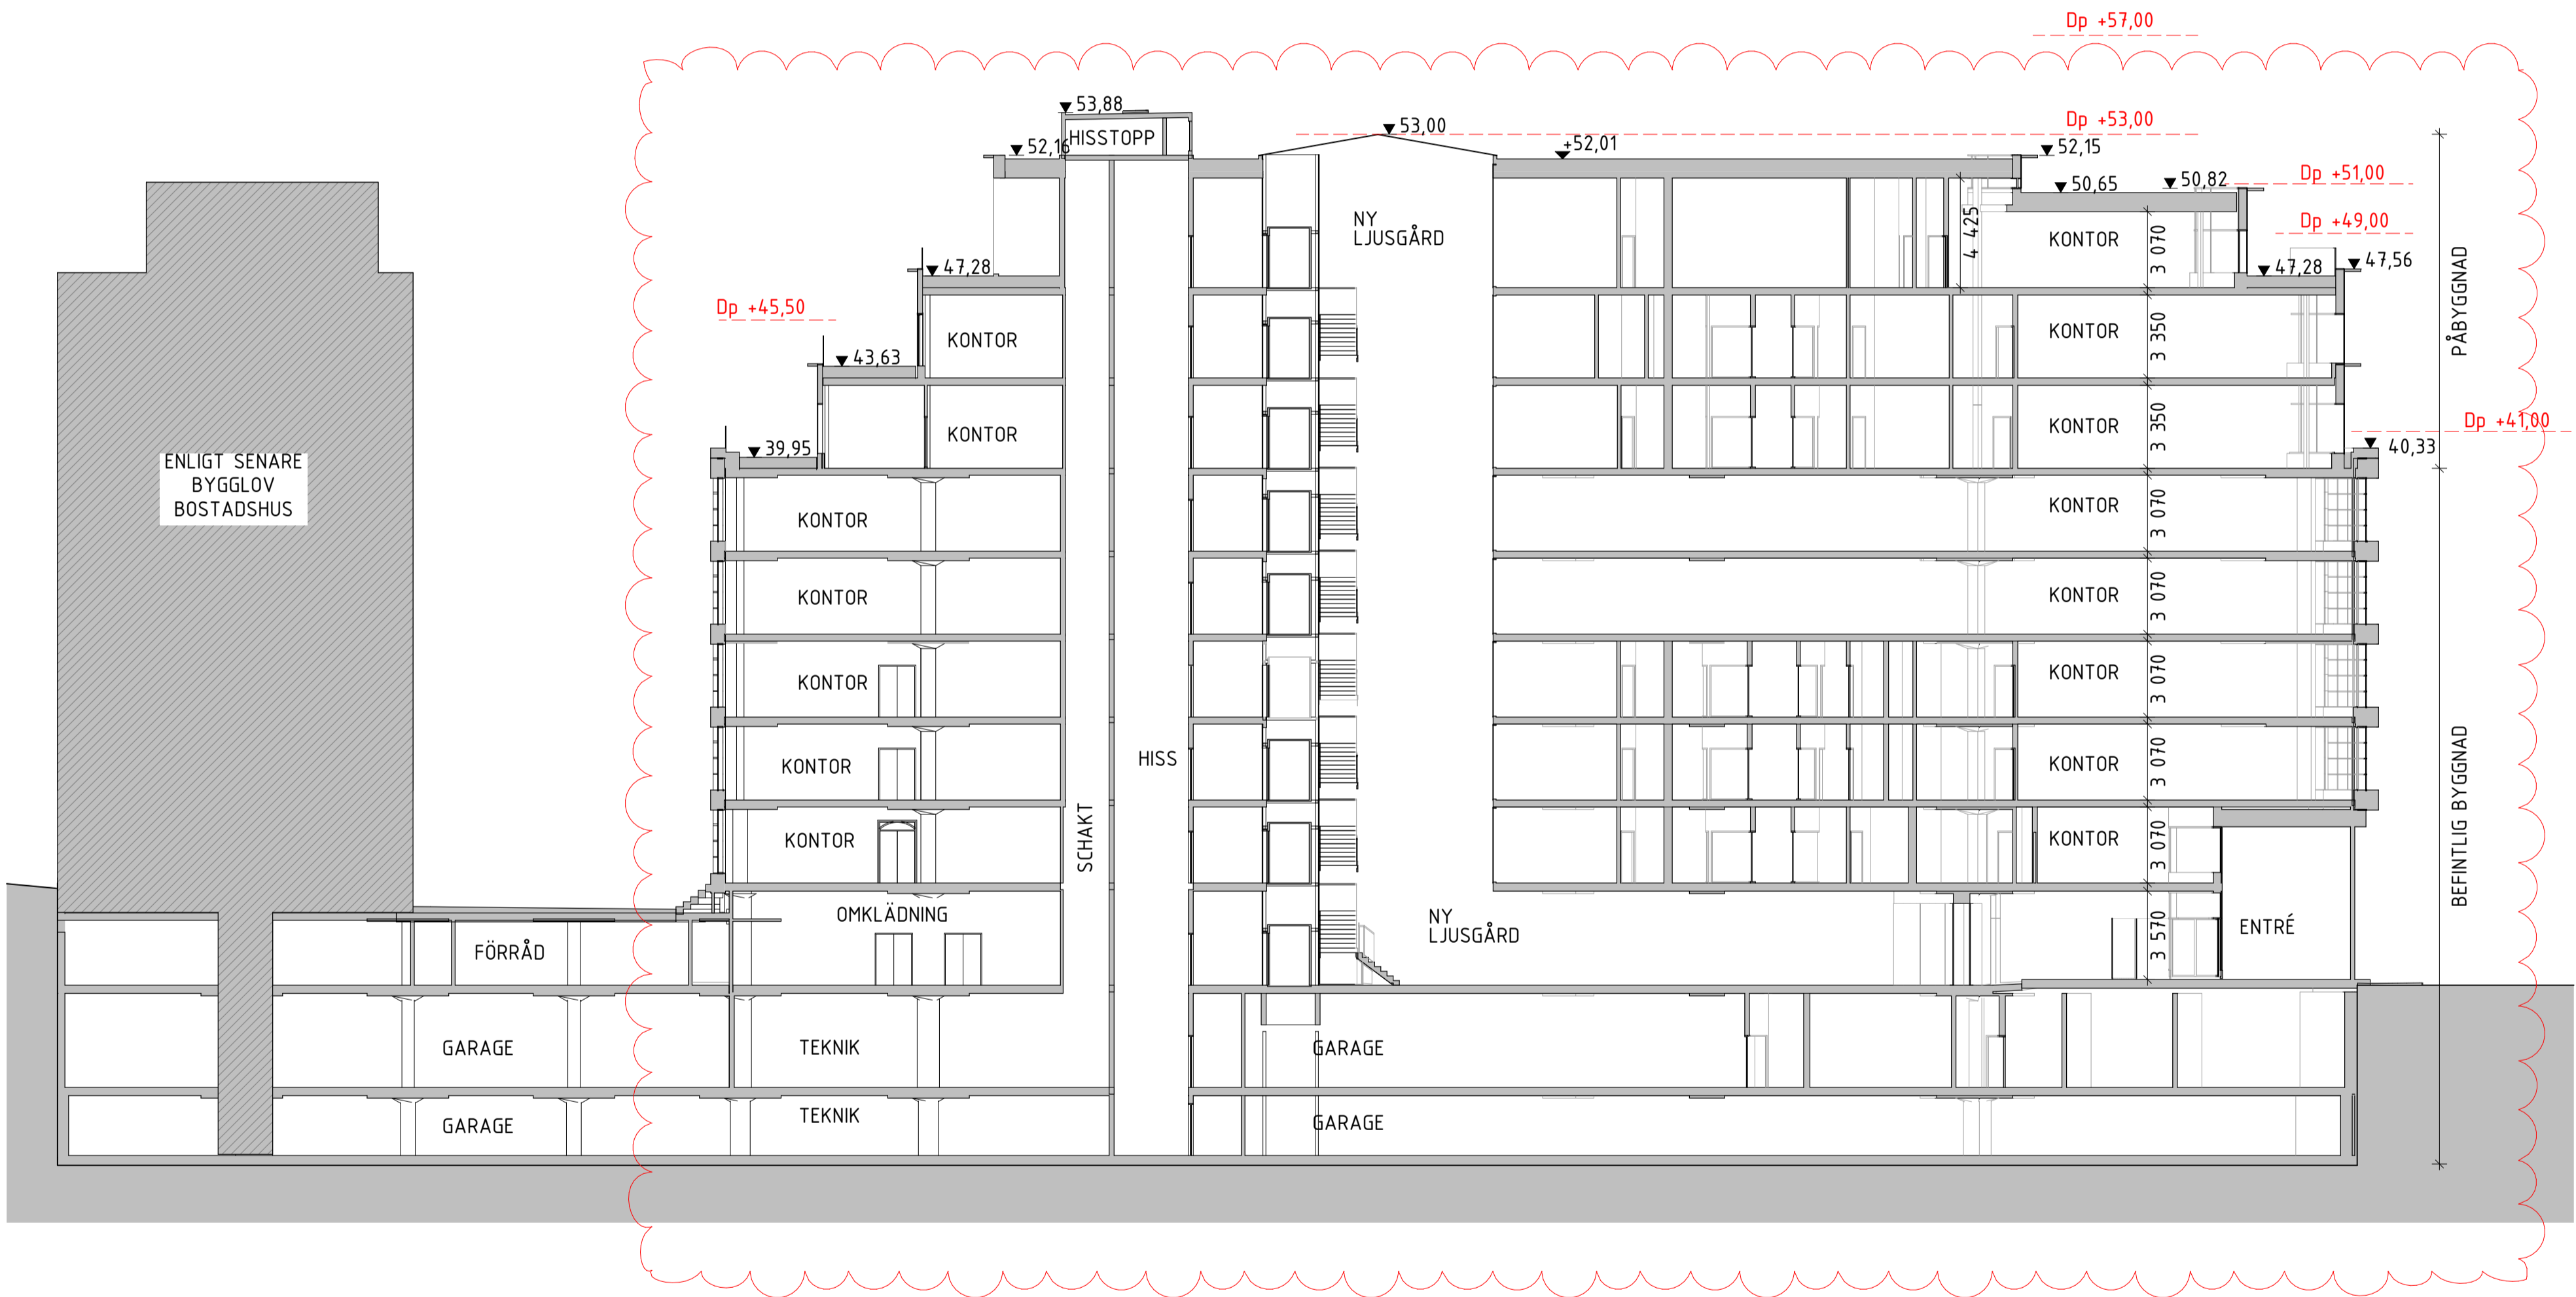 Dp +57,00
53,88
HISSTOPP
53,00
Dp +53,00
52,16
+52,01
52,15
50,65
50,82
Dp +51,00
NY
LJUSGÅRD
4 425
KONTOR
3 070
Dp +49,00
47,28
47,28
47,56
PÅBYGGNAD
Dp +45,50
KONTOR
KONTOR
3 350
43,63
KONTOR
KONTOR
3 350
Dp +41,00
39,95
40,33
ENLIGT SENARE
BYGGLOV
BOSTADSHUS
KONTOR
KONTOR
3 070
KONTOR
KONTOR
3 070
KONTOR
KONTOR
3 070
KONTOR
HISS
KONTOR
3 070
BEFINTLIG BYGGNAD
KONTOR
SCHAKT
KONTOR
3 070
OMKLÄDNING
NY
LJUSGÅRD
3 570
ENTRÉ
FÖRRÅD
GARAGE
TEKNIK
GARAGE
GARAGE
TEKNIK
GARAGE